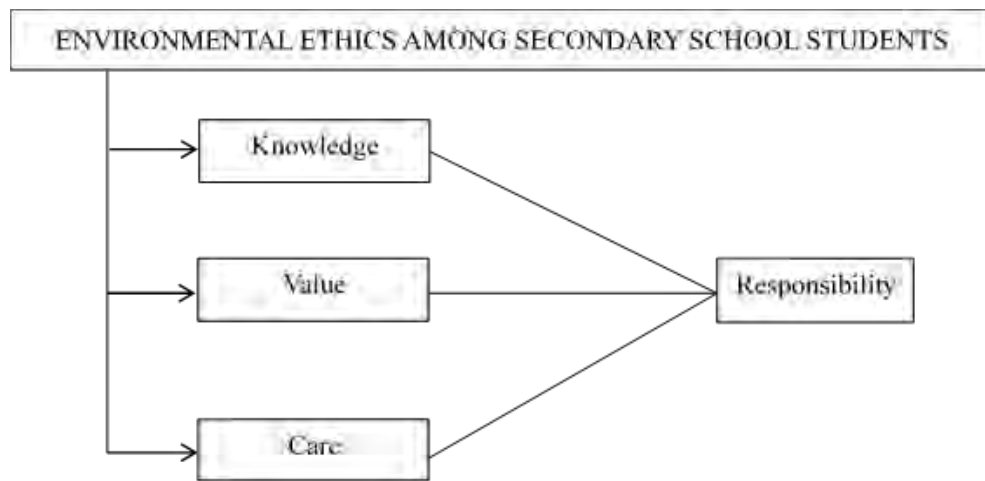 ENVIRONMENTAL ETHICS AMONG SECONDARY SCHOOL STUDENTS
Knowledge
Value
Responsibility
Care